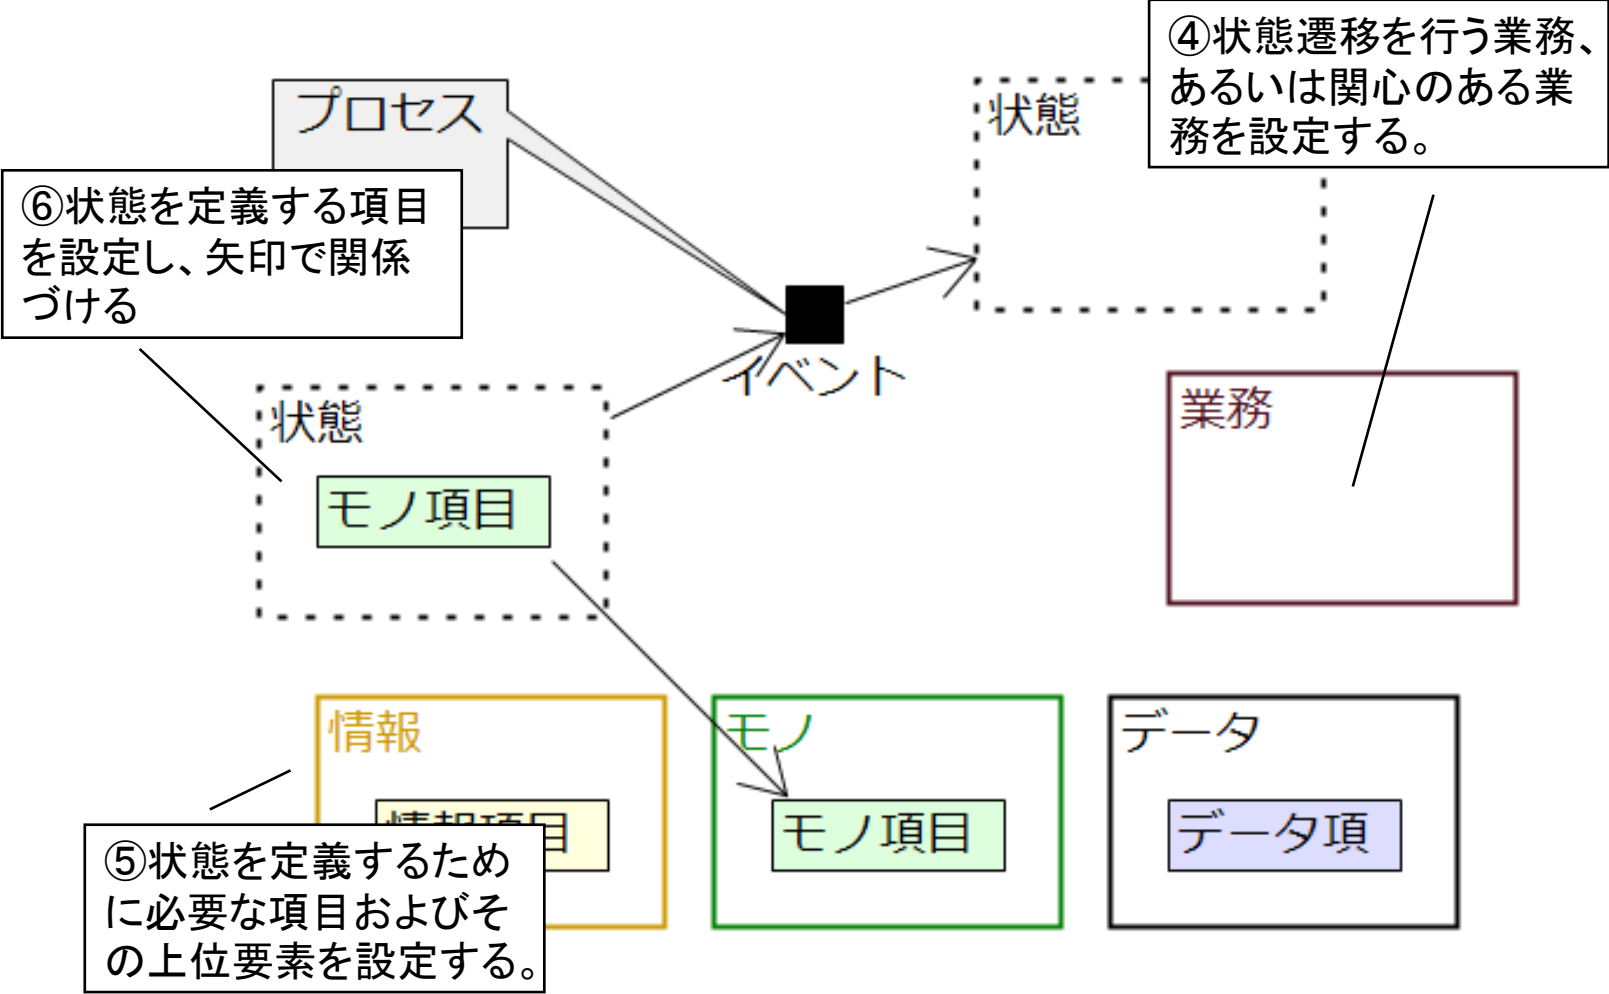 ④状態遷移を行う業務、
あるいは関心のある業
務を設定する。
プロセス
状態
⑥状態を定義する項目
を設定し、矢印で関係
づける
イベント
状態
モノ項目
業務
情報
モノ
データ
情報項目
モノ項目
データ項
⑤状態を定義するため
に必要な項目およびそ
の上位要素を設定する。